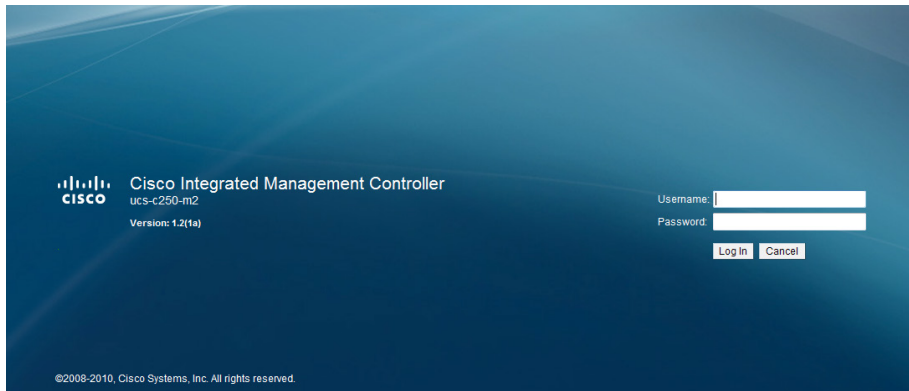 CISCO
Cisco Integrated Management Controller
ucs-c250-m2
Version: 1.2(1a)
Username:
Password:
Log In Cancel
©2008-2010, Cisco Systems, Inc. All rights reserved.